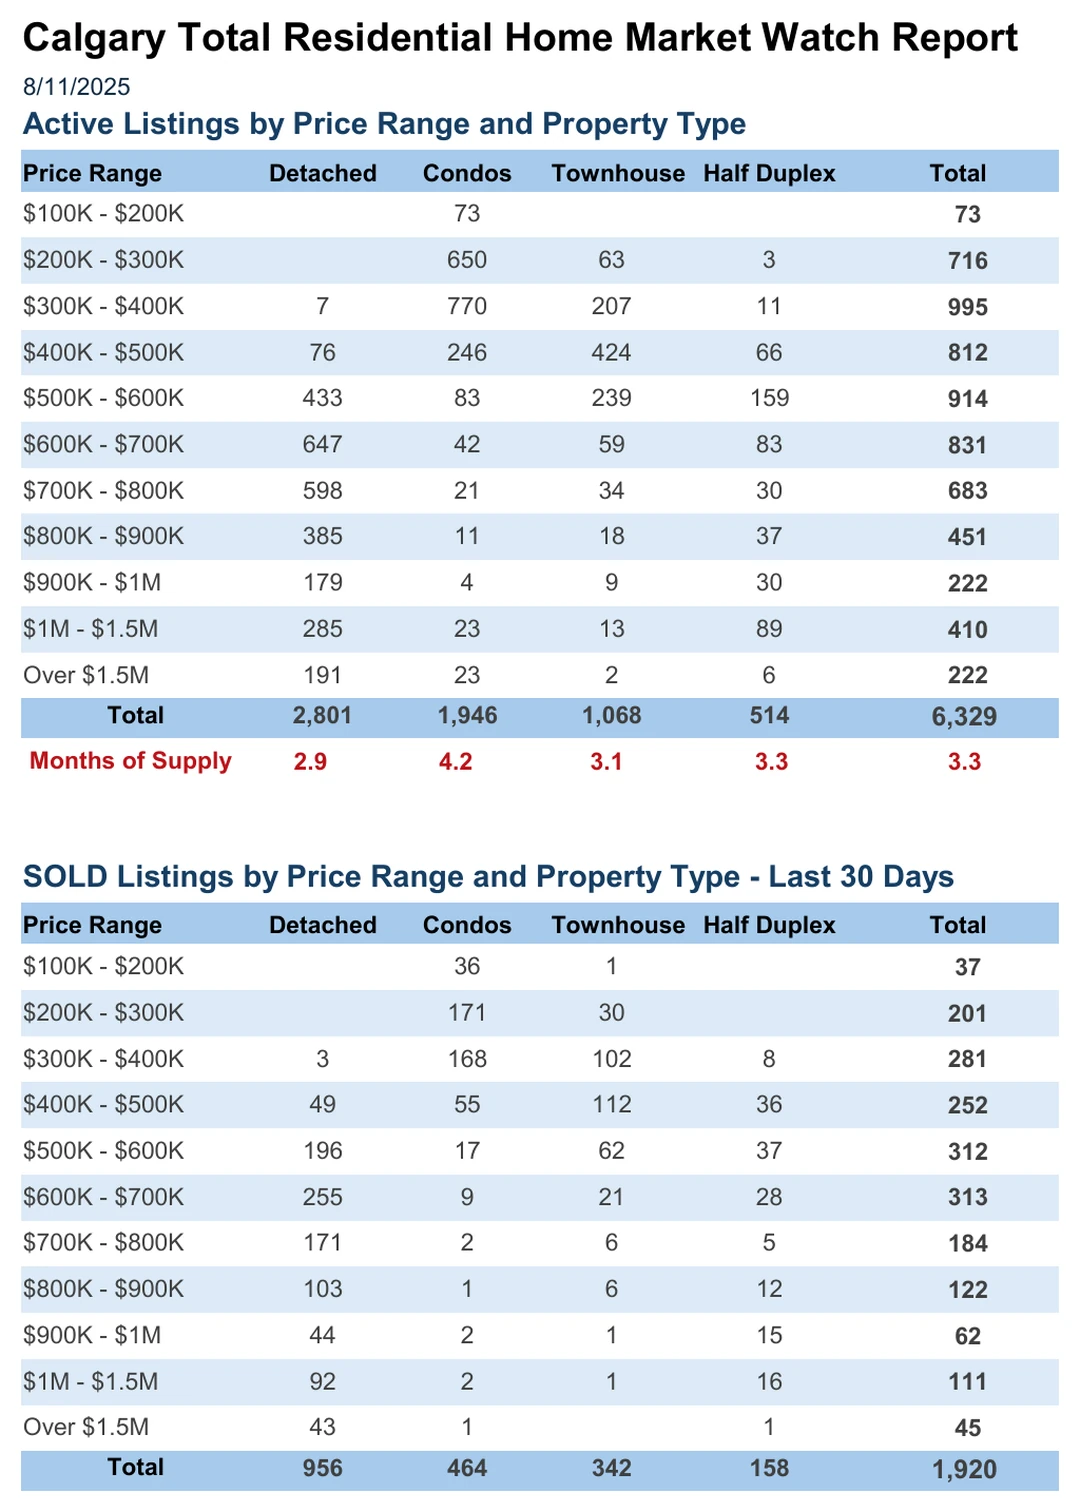 Calgary Total Residential Home Market Watch Report
8/11/2025
Active Listings by Price Range and Property Type
Price Range Detached Condos Townhouse Half Duplex Total
$100K - $200K 73 73
$200K - $300K 650 63 3 716
$300K - $400K 7 770 207 11 995
$400K - $500K 76 246 424 66 812
$500K - $600K 433 83 239 159 914
$600K - $700K 647 42 59 83 831
$700K - $800K 598 21 34 30 683
$800K - $900K 385 11 18 37 451
$900K - $1M 179 4 9 30 222
$1M - $1.5M 285 23 13 89 410
Over $1.5M 191 23 2 6 222
Total 2,801 1,946 1,068 514 6,329
Months of Supply 2.9 4.2 3.1 3.3 3.3
SOLD Listings by Price Range and Property Type - Last 30 Days
Price Range Detached Condos Townhouse Half Duplex Total
$100K - $200K 36 1 37
$200K - $300K 171 30 201
$300K - $400K 3 168 102 8 281
$400K - $500K 49 55 112 36 252
$500K - $600K 196 17 62 37 312
$600K - $700K 255 9 21 28 313
$700K - $800K 171 2 6 5 184
$800K - $900K 103 1 6 12 122
$900K - $1M 44 2 1 15 62
$1M - $1.5M 92 2 1 16 111
Over $1.5M 43 1 1 45
Total 956 464 342 158 1,920